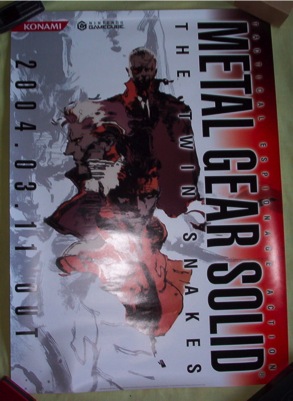 TACTICAL ESPIONAGE ACTION
METAL GEAR SOLID®
THE TWIN SNAKES
KONAMI
NINTENDO
GAMECUBE
2004.03.11 OUT